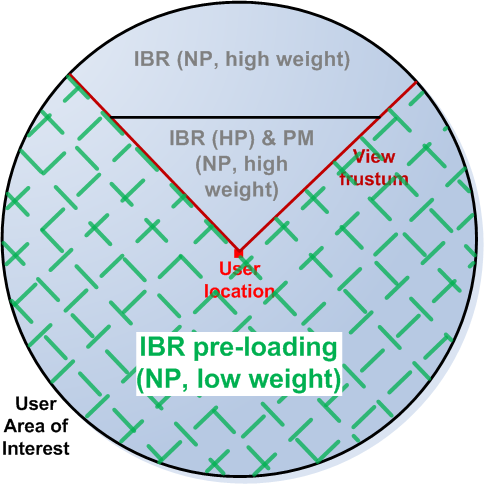 IBR (NP, high weight)
IBR (HP) & PM
(NP, high
weight)
View
frustum
User
location
IBR pre-loading
(NP, low weight)
User
Area of
Interest